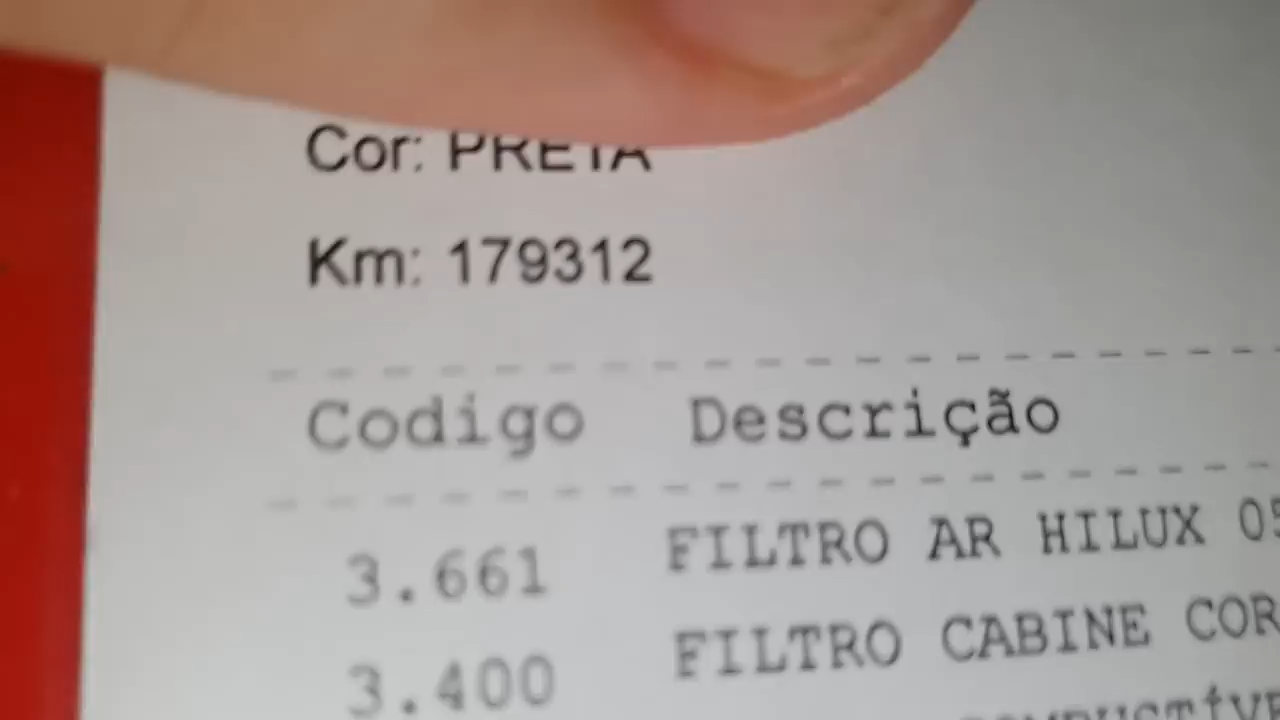 Cor: PRETA
Km: 179312
Codigo Descrição
3.661 FILTRO AR HILUX
3.400 FILTRO CABINE